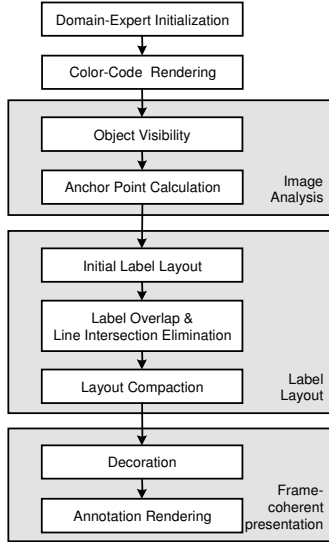 Domain-Expert Initialization
Color-Code Rendering
Object Visibility
Anchor Point Calculation
Image
Analysis
Initial Label Layout
Label Overlap &
Line Intersection Elimination
Layout Compaction
Label
Layout
Decoration
Annotation Rendering
Frame-
coherent
presentation